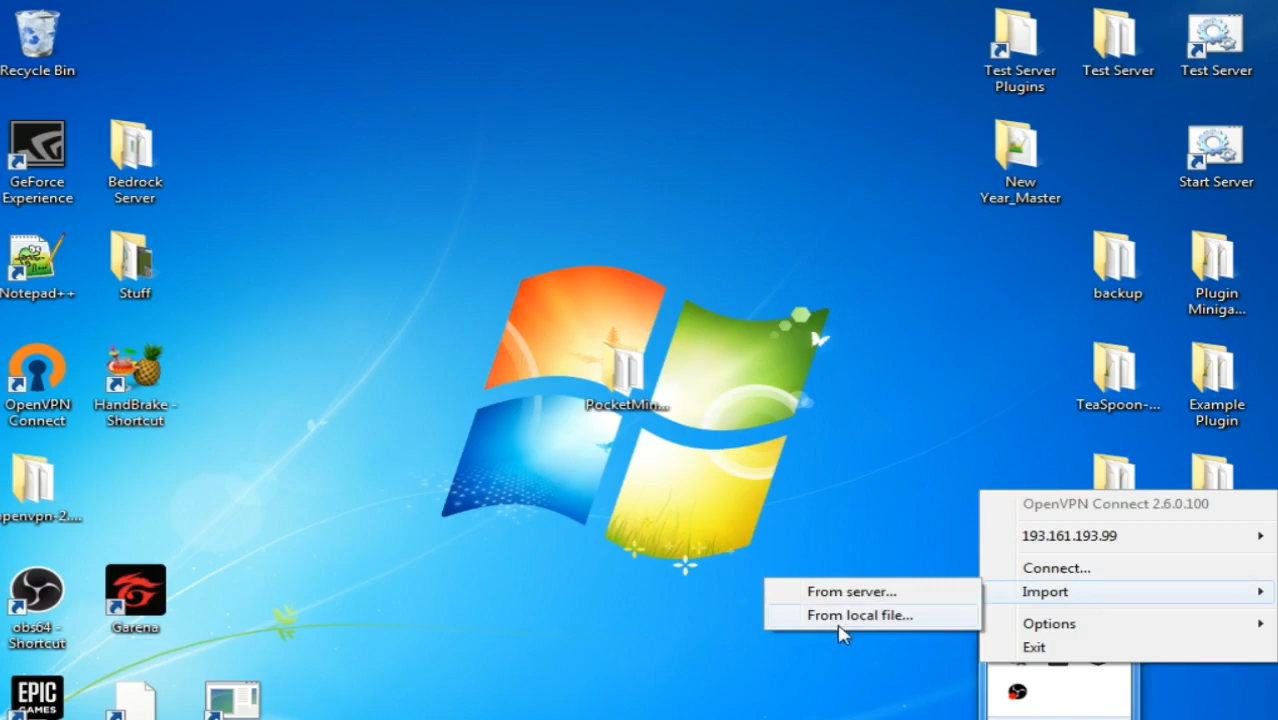 Recycle Bin
Test Server
Plugins
Test Server
Test Server
GeForce
Experience
Bedrock
Server
New
Year_Master
Start Server
Notepad++
Stuff
backup
Plugin
Miniga...
OpenVPN
Connect
HandBrake -
Shortcut
PocketMin...
TeaSpoon-...
Example
Plugin
penvpn-2....
OpenVPN Connect 2.6.0.100
193.161.193.99
Connect...
Import
Options
Exit
From server...
From local file...
obs64 -
Shortcut
Garena
EPIC
GAMES